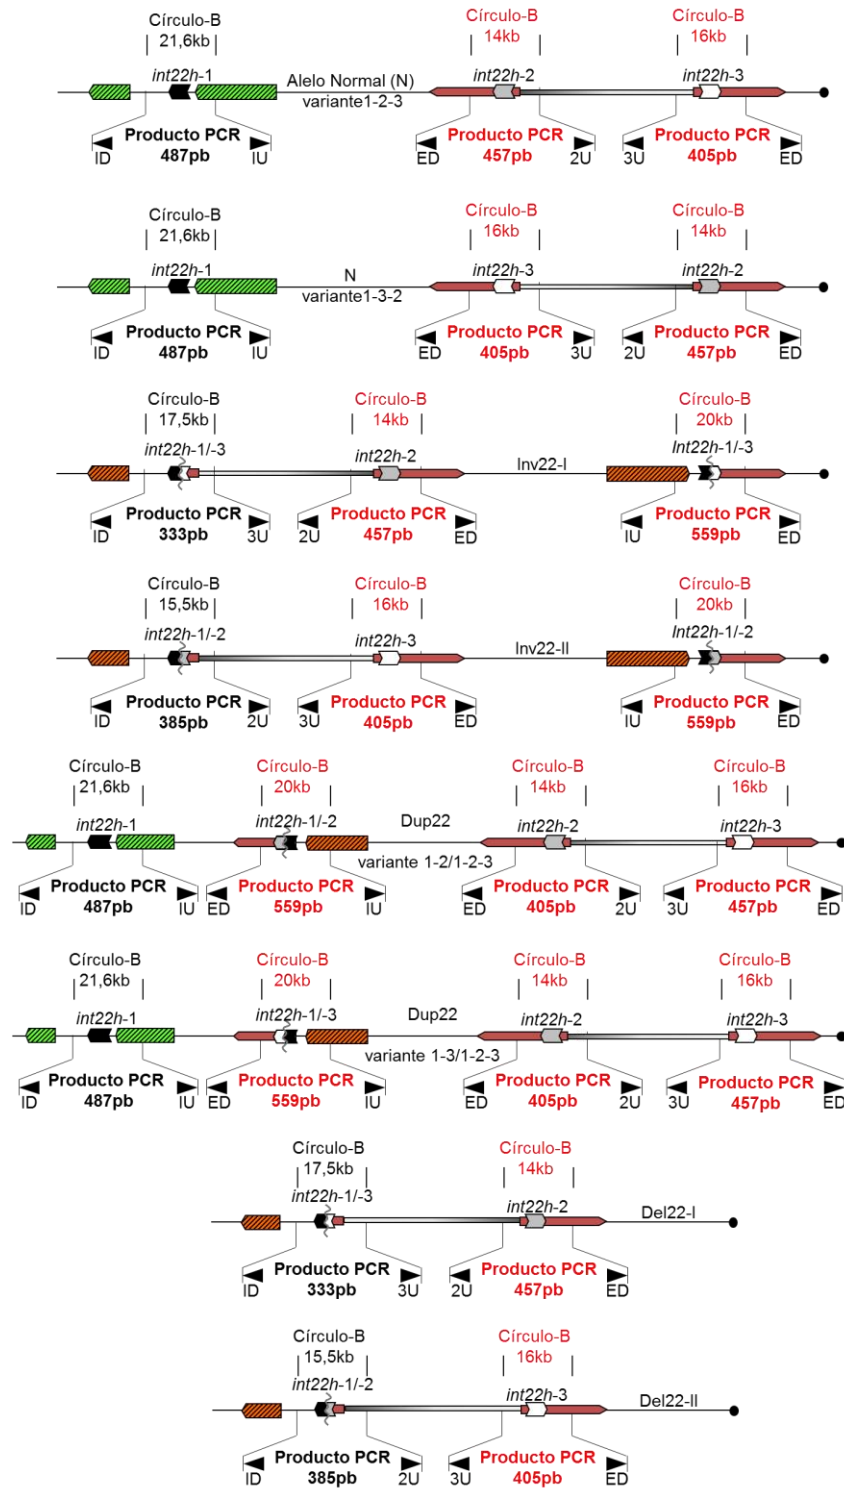 Círculo-B Círculo-B Círculo-B
21,6kb 14kb 16kb
int22h-1 Alelo Normal (N) int22h-2 int22h-3
variante1-2-3
Producto PCR Producto PCR Producto PCR
ID 487pb IU ED 457pb 2U 3U 405pb ED
Círculo-B Círculo-B Círculo-B
21,6kb 16kb 14kb
int22h-1 N int22h-3 int22h-2
variante1-3-2
Producto PCR Producto PCR Producto PCR
ID 487pb IU ED 405pb 3U 2U 457pb ED
Círculo-B Círculo-B Círculo-B
17,5kb 14kb 20kb
int22h-1/-3 int22h-2 Inv22-I Int22h-1/-3
Producto PCR Producto PCR Producto PCR
ID 333pb 3U 2U 457pb ED IU 559pb ED
Círculo-B Círculo-B Círculo-B
15,5kb 16kb 20kb
int22h-1/-2 int22h-3 Inv22-II Int22h-1/-2
Producto PCR Producto PCR Producto PCR
ID 385pb 2U 3U 405pb ED IU 559pb ED
Círculo-B Círculo-B Círculo-B Círculo-B
21,6kb 20kb 14kb 16kb
int22h-1 int22h-1/-2 Dup22 int22h-2 int22h-3
variante 1-2/1-2-3
Producto PCR Producto PCR Producto PCR Producto PCR
ID 487pb IU ED 559pb IU ED 405pb 2U 3U 457pb ED
Círculo-B Círculo-B Círculo-B Círculo-B
21,6kb 20kb 14kb 16kb
int22h-1 int22h-1/-3 Dup22 int22h-2 int22h-3
variante 1-3/1-2-3
Producto PCR Producto PCR Producto PCR Producto PCR
ID 487pb IU ED 559pb IU ED 405pb 2U 3U 457pb ED
Círculo-B Círculo-B
17,5kb 14kb
int22h-1/-3 int22h-2 Del22-I
Producto PCR Producto PCR
ID 333pb 3U 2U 457pb ED
Círculo-B Círculo-B
15,5kb 16kb
int22h-1/-2 int22h-3 Del22-II
Producto PCR Producto PCR
ID 385pb 2U 3U 405pb ED